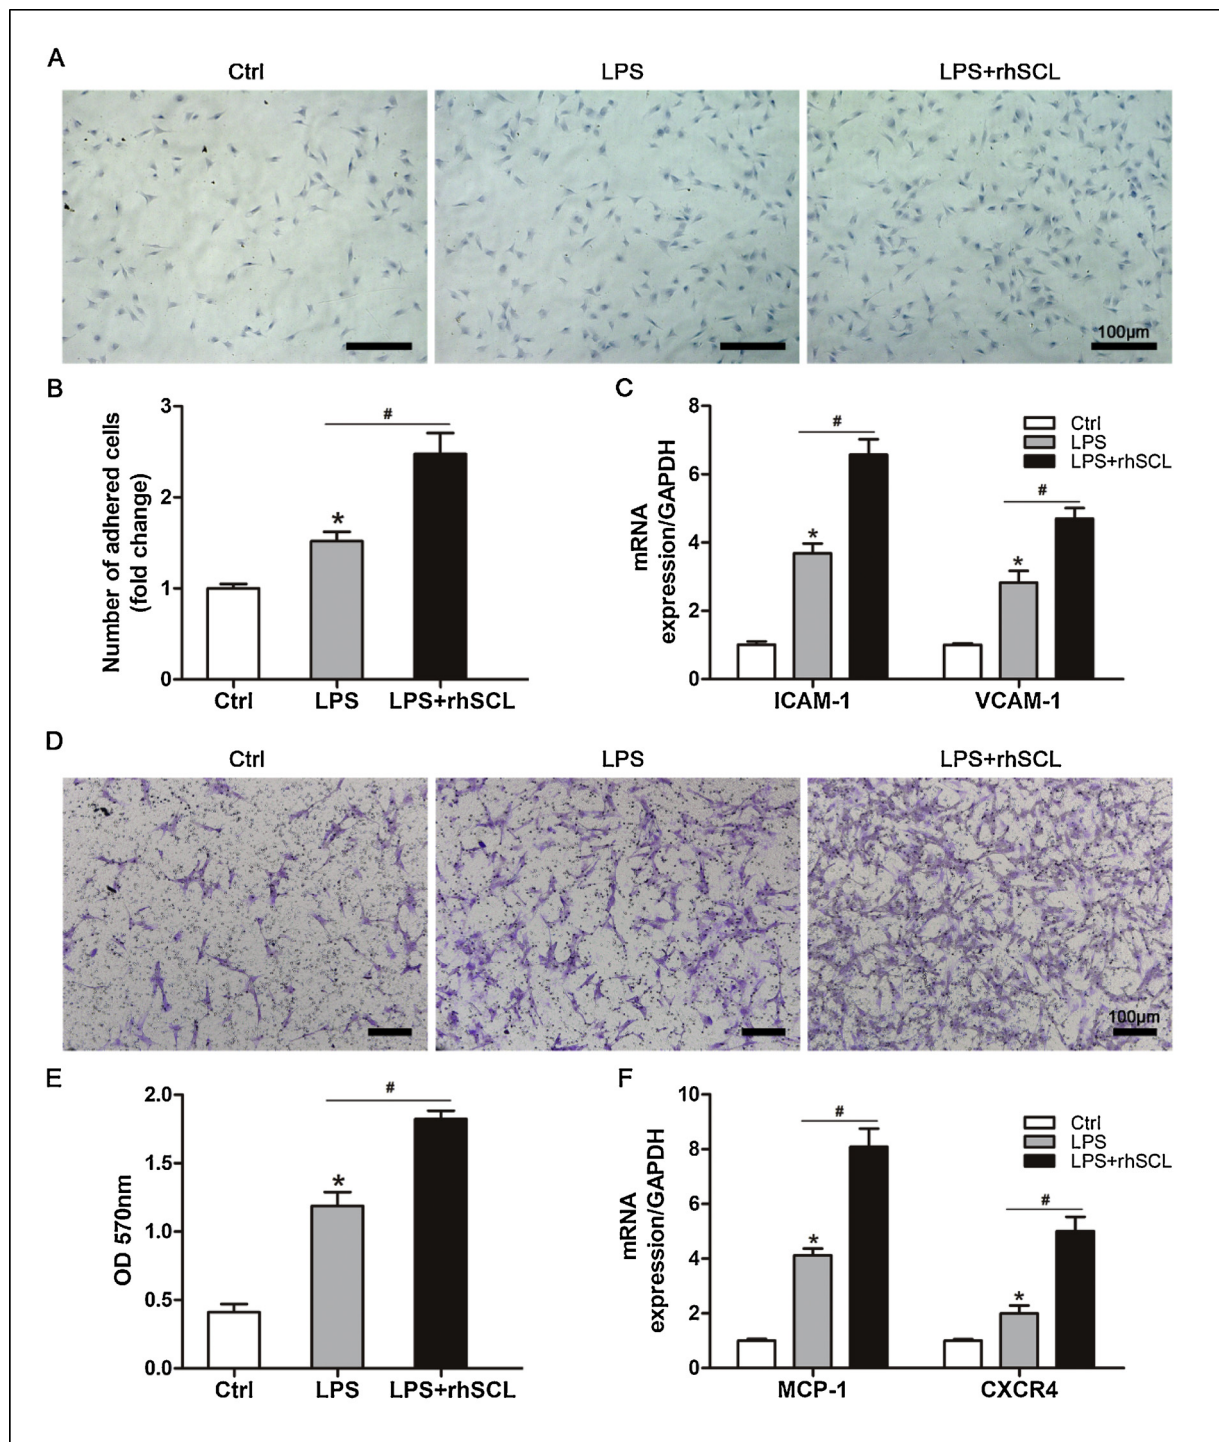 A
Ctrl
LPS
LPS+rhSCL
100µm
B
Number of adhered cells
(fold change)
3
2
1
0
*
#
Ctrl
LPS
LPS+rhSCL
C
mRNA
expression/GAPDH
8
6
4
2
0
*
#
*
#
Ctrl
LPS
LPS+rhSCL
ICAM-1
VCAM-1
D
Ctrl
LPS
LPS+rhSCL
100µm
E
OD 570nm
2.0
1.5
1.0
0.5
0.0
*
#
Ctrl
LPS
LPS+rhSCL
F
mRNA
expression/GAPDH
10
8
6
4
2
0
*
#
*
#
Ctrl
LPS
LPS+rhSCL
MCP-1
CXCR4